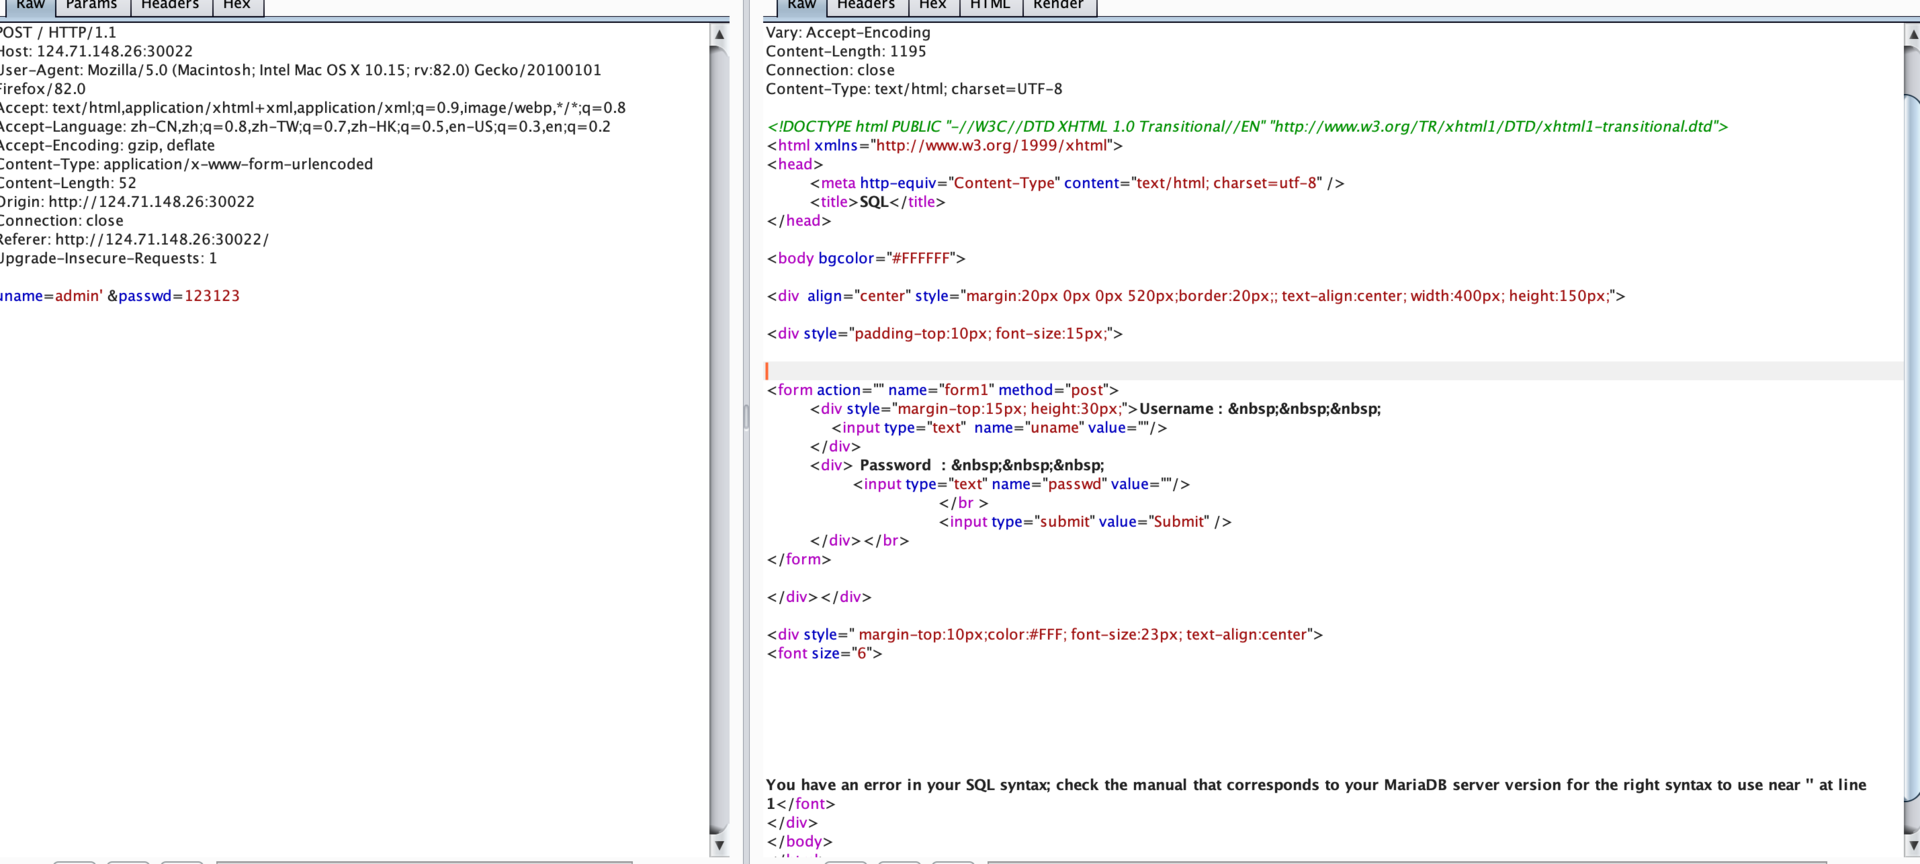 Raw Params Headers Hex
POST / HTTP/1.1
Host: 124.71.148.26:30022
User-Agent: Mozilla/5.0 (Macintosh; Intel Mac OS X 10.15; rv:82.0) Gecko/20100101
Firefox/82.0
Accept: text/html,application/xhtml+xml,application/xml;q=0.9,image/webp,*/*;q=0.8
Accept-Language: zh-CN,zh;q=0.8,zh-TW;q=0.7,zh-HK;q=0.5,en-US;q=0.3,en;q=0.2
Accept-Encoding: gzip, deflate
Content-Type: application/x-www-form-urlencoded
Content-Length: 52
Origin: http://124.71.148.26:30022
Connection: close
Referer: http://124.71.148.26:30022/
Upgrade-Insecure-Requests: 1
uname=admin' &passwd=123123
Raw Headers Hex HTML Render
Vary: Accept-Encoding
Content-Length: 1195
Connection: close
Content-Type: text/html; charset=UTF-8
<!DOCTYPE html PUBLIC "-//W3C//DTD XHTML 1.0 Transitional//EN" "http://www.w3.org/TR/xhtml1/DTD/xhtml1-transitional.dtd">
<html xmlns="http://www.w3.org/1999/xhtml">
<head>
<meta http-equiv="Content-Type" content="text/html; charset=utf-8" />
<title>SQL</title>
</head>
<body bgcolor="#FFFFFF">
<div  align="center" style="margin:20px 0px 0px 520px;border:20px;; text-align:center; width:400px; height:150px;">
<div style="padding-top:10px; font-size:15px;">
<form action="" name="form1" method="post">
<div style="margin-top:15px; height:30px;">Username : &nbsp;&nbsp;&nbsp;
<input type="text"  name="uname" value=""/>
</div>
<div> Password  : &nbsp;&nbsp;&nbsp;
<input type="text" name="passwd" value=""/>
</br >
<input type="submit" value="Submit" />
</div></br>
</form>
</div></div>
<div style=" margin-top:10px;color:#FFF; font-size:23px; text-align:center">
<font size="6">
You have an error in your SQL syntax; check the manual that corresponds to your MariaDB server version for the right syntax to use near '' at line
1</font>
</div>
</body>